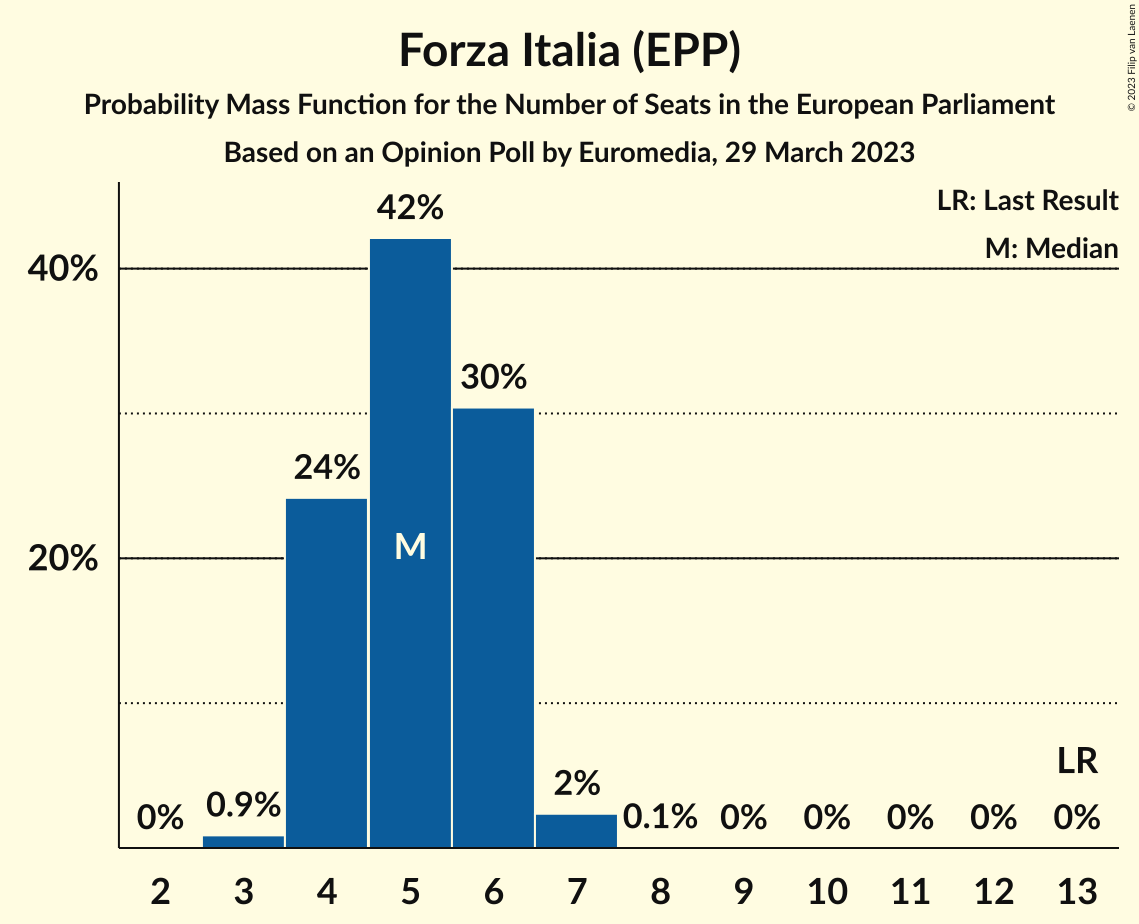 Forza Italia (EPP)
Probability Mass Function for the Number of Seats in the European Parliament
Based on an Opinion Poll by Euromedia, 29 March 2023
© 2023 Filip van Laenen
LR: Last Result
M: Median
40%
20%
0%
0.9%
24%
42%
M
30%
2%
0.1%
0%
0%
0%
0%
LR
0%
2 3 4 5 6 7 8 9 10 11 12 13